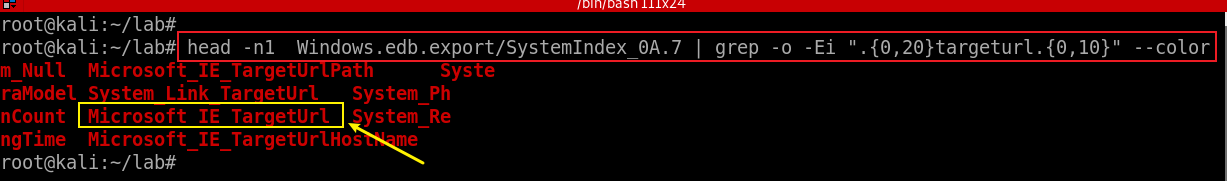 /bin/bash 111x24
root@kali:~/lab#
root@kali:~/lab# head -n1  Windows.edb.export/SystemIndex_0A.7 | grep -o -Ei ".{0,20}targeturl.{0,10}" --color
m_Null  Microsoft_IE_TargetUrlPath      Syste
raModel System_Link_TargetUrl   System_Ph
nCount  Microsoft_IE_TargetUrl  System_Re
ngTime  Microsoft_IE_TargetUrlHostName
root@kali:~/lab#